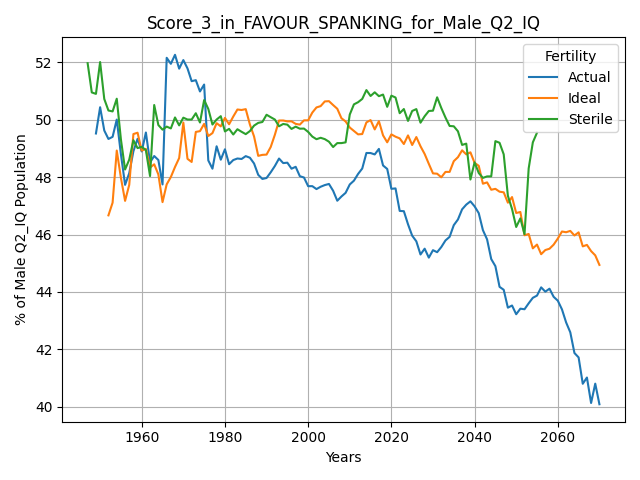 Score_3_in_FAVOUR_SPANKING_for_Male_Q2_IQ
Fertility
Actual
Ideal
Sterile
% of Male Q2_IQ Population
52
50
48
46
44
42
40
1960
1980
2000
2020
2040
2060
Years